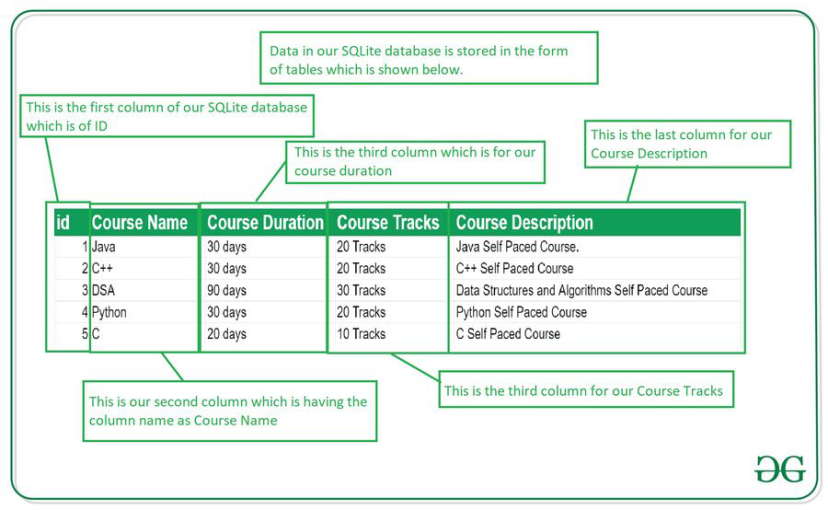 Data in our SQLite database is stored in the form
of tables which is shown below.
This is the first column of our SQLite database
which is of ID
This is the third column which is for our
course duration
This is the last column for our
Course Description
id Course Name Course Duration Course Tracks Course Description
1 Java 30 days 20 Tracks Java Self Paced Course.
2 C++ 30 days 20 Tracks C++ Self Paced Course
3 DSA 90 days 30 Tracks Data Structures and Algorithms Self Paced Course
4 Python 30 days 20 Tracks Python Self Paced Course
5 C 20 days 10 Tracks C Self Paced Course
This is our second column which is having the
column name as Course Name
This is the third column for our Course Tracks